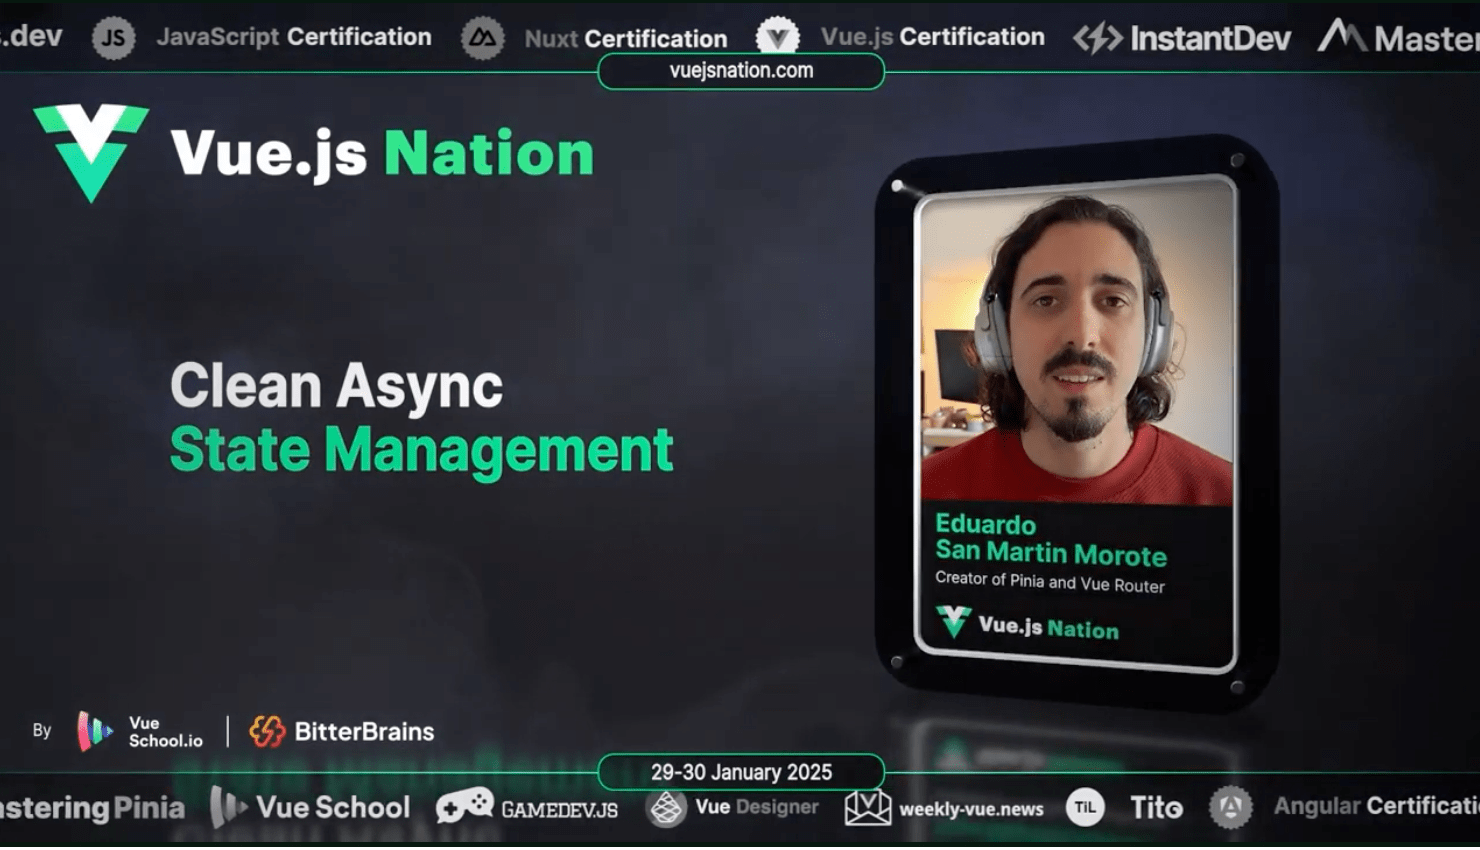 .dev JavaScript Certification Nuxt Certification Vue.js Certification InstantDev Master
vuejsnation.com
Vue.js Nation
Clean Async
State Management
Eduardo
San Martin Morote
Creator of Pinia and Vue Router
Vue.js Nation
By Vue School.io | BitterBrains
29-30 January 2025
astering Pinia Vue School GAMEDEV.JS Vue Designer weekly-vue.news TiL Tito Angular Certificati